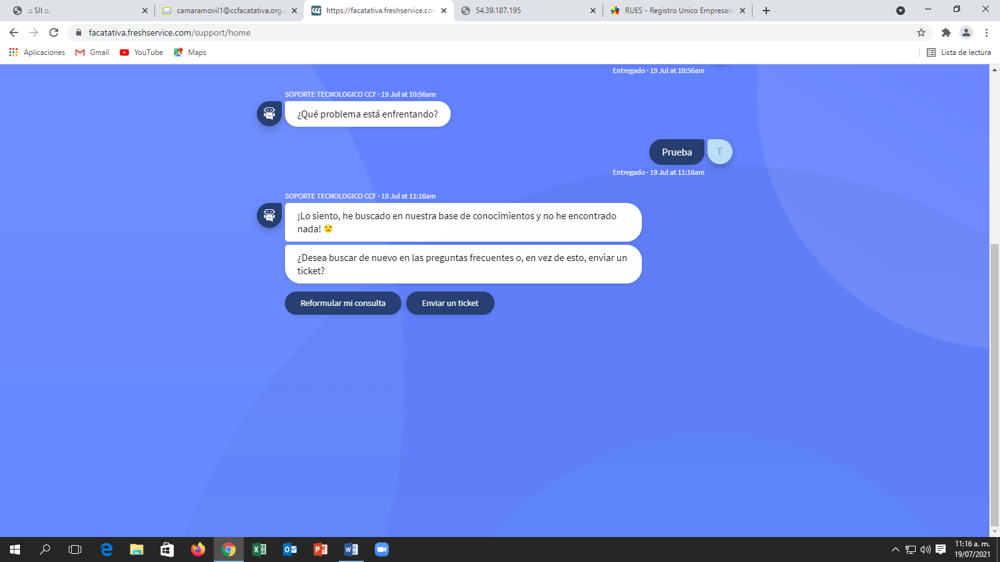 .:: SII ::.
camaramovil1@ccfacatativa.org.c
https://facatativa.freshservice.com
54.39.187.195
RUES - Registro Unico Empresari
facatativa.freshservice.com/support/home
Aplicaciones
Gmail
YouTube
Maps
Lista de lectura
Entregado · 19 Jul at 10:56am
SOPORTE TECNOLOGICO CCF · 19 Jul at 10:56am
¿Qué problema está enfrentando?
Prueba
T
Entregado · 19 Jul at 11:16am
SOPORTE TECNOLOGICO CCF · 19 Jul at 11:16am
¡Lo siento, he buscado en nuestra base de conocimientos y no he encontrado
nada!
¿Desea buscar de nuevo en las preguntas frecuentes o, en vez de esto, enviar un
ticket?
Reformular mi consulta
Enviar un ticket
11:16 a. m.
19/07/2021